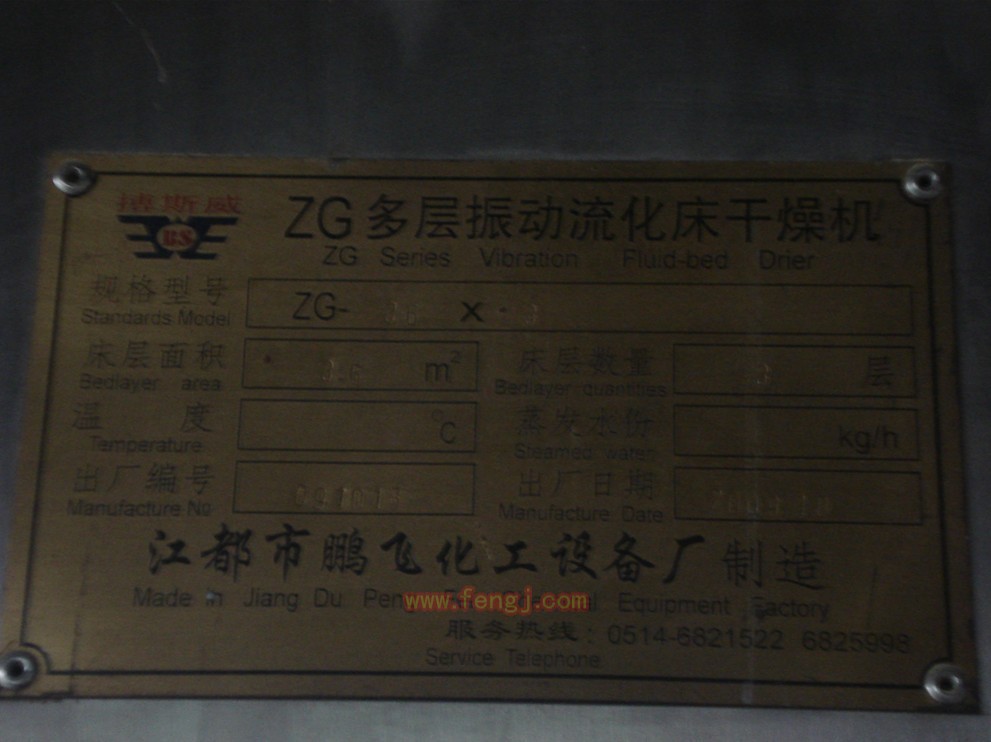 搏斯威
US
ZG多层振动流化床干燥机
ZG Series Vibration Fluid-bed Drier
规格型号 ZG- X
Standards Model
床层面积 m² 床层数量 3 层
Bedlayer area Bedlayer quantities
温 度 °C 蒸发水份 kg/h
Temperature Steamed water
出厂编号 出厂日期
Manufacture № Manufacture Date
江都市鹏飞化工设备厂制造
Made in Jiang Du Equipment Factory
www.fengj.com
服务热线：0514-6821522 6825998
Service Telephone